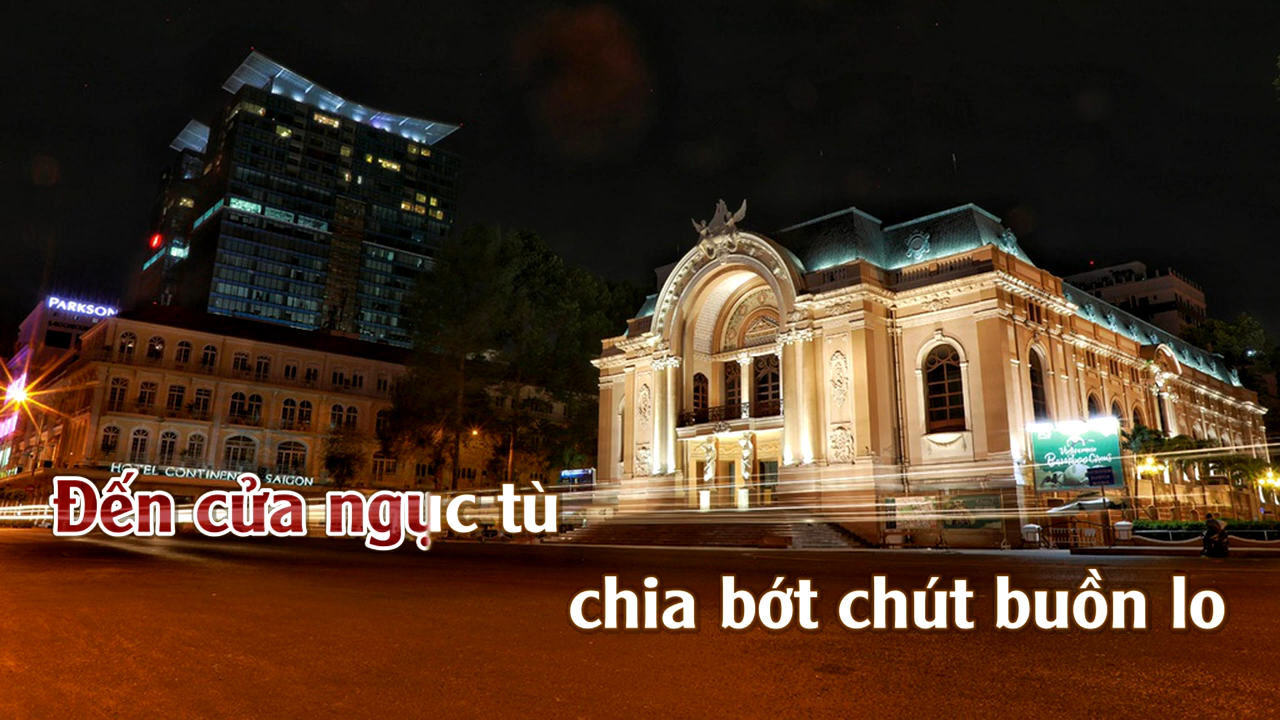 PARKSON
HOTEL CONTINENTAL SAIGON
Đến cửa ngục tù
chia bớt chút buồn lo